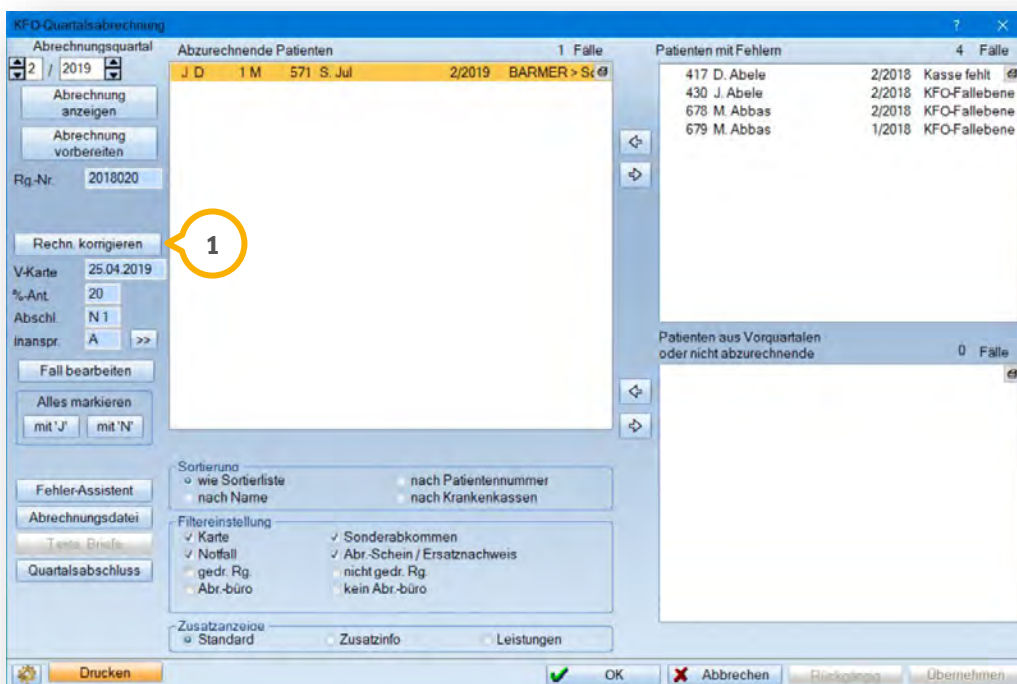 KFO-Quartalsabrechnung ? ×
Abrechnungsquartal
2 / 2019
Abrechnung
anzeigen
Abrechnung
vorbereiten
Rg.-Nr. 2018020
Rechn. korrigieren
1
V-Karte 25.04.2019
%-Ant. 20
Abschl. N 1
Inanspr. A >>
Fall bearbeiten
Alles markieren
mit 'J' mit 'N'
Fehler-Assistent
Abrechnungsdatei
Texte, Briefe
Quartalsabschluss
Abzurechnende Patienten 1 Fälle
J D 1 M 571 S. Jul 2/2019 BARMER > So
Patienten mit Fehlern 4 Fälle
417 D. Abele 2/2018 Kasse fehlt
430 J. Abele 2/2018 KFO-Fallebene
678 M. Abbas 2/2018 KFO-Fallebene
679 M. Abbas 1/2018 KFO-Fallebene
Patienten aus Vorquartalen
oder nicht abzurechnende 0 Fälle
Sortierung
wie Sortierliste nach Patientennummer
nach Name nach Krankenkassen
Filtereinstellung
Karte Sonderabkommen
Notfall Abr.-Schein / Ersatznachweis
gedr. Rg. nicht gedr. Rg.
Abr.-büro kein Abr.-büro
Zusatzanzeige
Standard Zusatzinfo Leistungen
Drucken OK Abbrechen Rückgängig Übernehmen